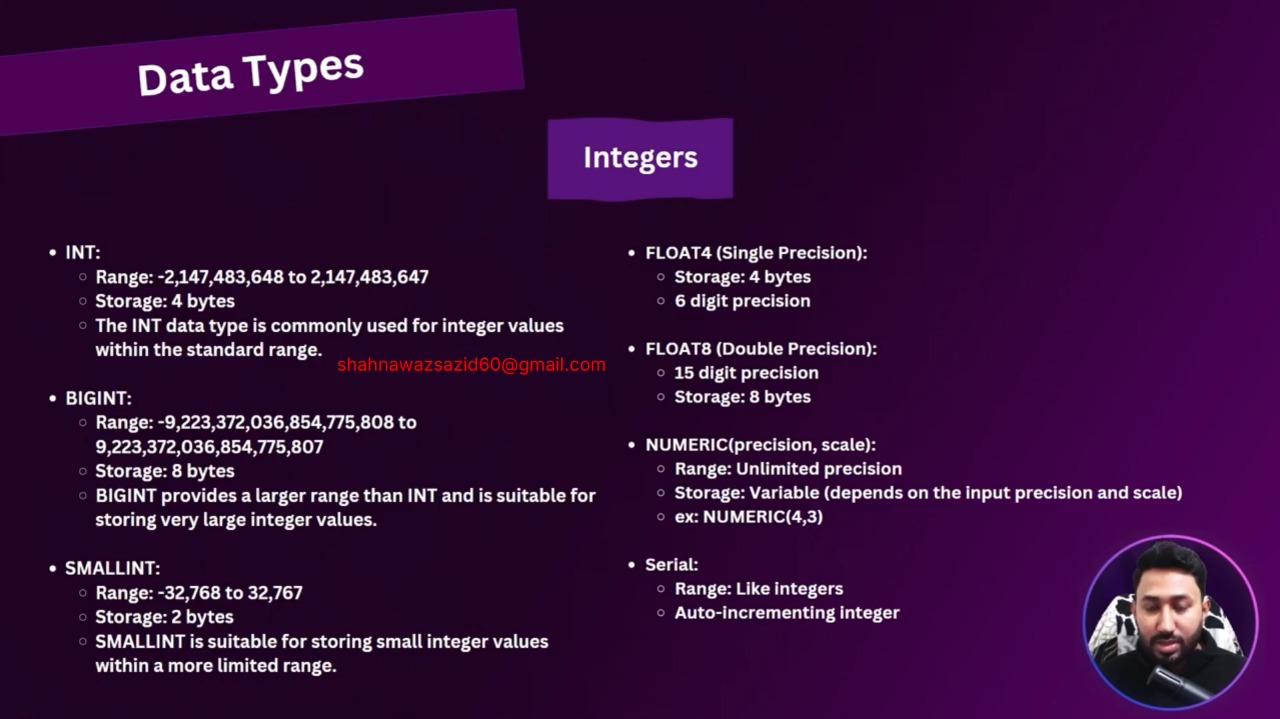 Data Types
Integers
• INT:
○ Range: -2,147,483,648 to 2,147,483,647
○ Storage: 4 bytes
○ The INT data type is commonly used for integer values
within the standard range.
shahnawazsazid60@gmail.com
• BIGINT:
○ Range: -9,223,372,036,854,775,808 to
9,223,372,036,854,775,807
○ Storage: 8 bytes
○ BIGINT provides a larger range than INT and is suitable for
storing very large integer values.
• SMALLINT:
○ Range: -32,768 to 32,767
○ Storage: 2 bytes
○ SMALLINT is suitable for storing small integer values
within a more limited range.
• FLOAT4 (Single Precision):
○ Storage: 4 bytes
○ 6 digit precision
• FLOAT8 (Double Precision):
○ 15 digit precision
○ Storage: 8 bytes
• NUMERIC(precision, scale):
○ Range: Unlimited precision
○ Storage: Variable (depends on the input precision and scale)
○ ex: NUMERIC(4,3)
• Serial:
○ Range: Like integers
○ Auto-incrementing integer